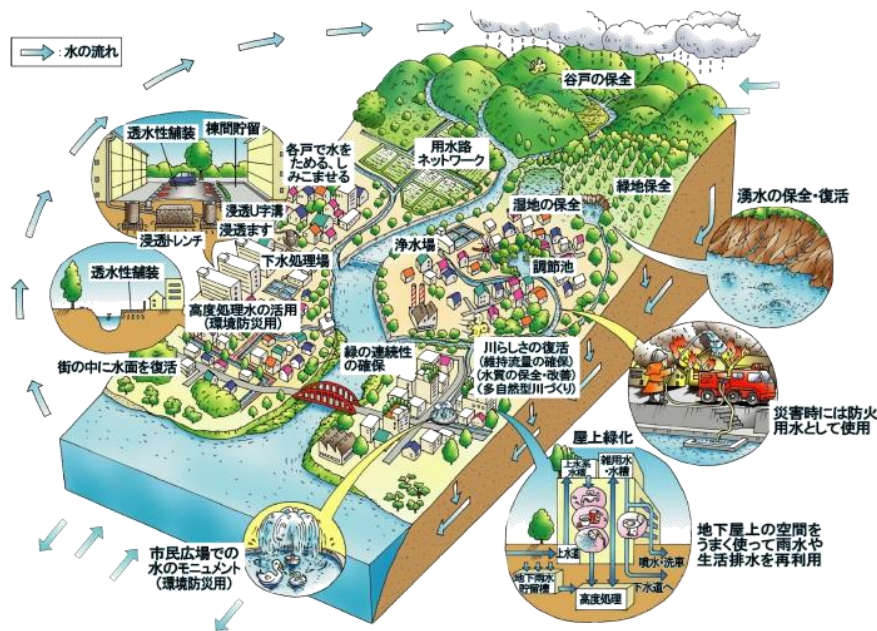 ：水の流れ
谷戸の保全
透水性舗装
棟間貯留
各戸で水を
ためる、し
みこませる
用水路
ネットワーク
緑地保全
湿地の保全
湧水の保全・復活
浸透U字溝
浸透ます
浸透トレンチ
下水処理場
浄水場
調節池
透水性舗装
高度処理水の活用
（環境防災用）
街の中に水面を復活
緑の連続性
の確保
川らしさの復活
（維持流量の確保）
（水質の保全・改善）
（多自然型川づくり）
災害時には防火
用水として使用
屋上緑化
上水系
水槽
雑用水
・水槽
上水道
噴水・洗車
地下雨水
貯留槽
高度処理
下水道へ
地下屋上の空間を
うまく使って雨水や
生活排水を再利用
市民広場での
水のモニュメント
（環境防災用）